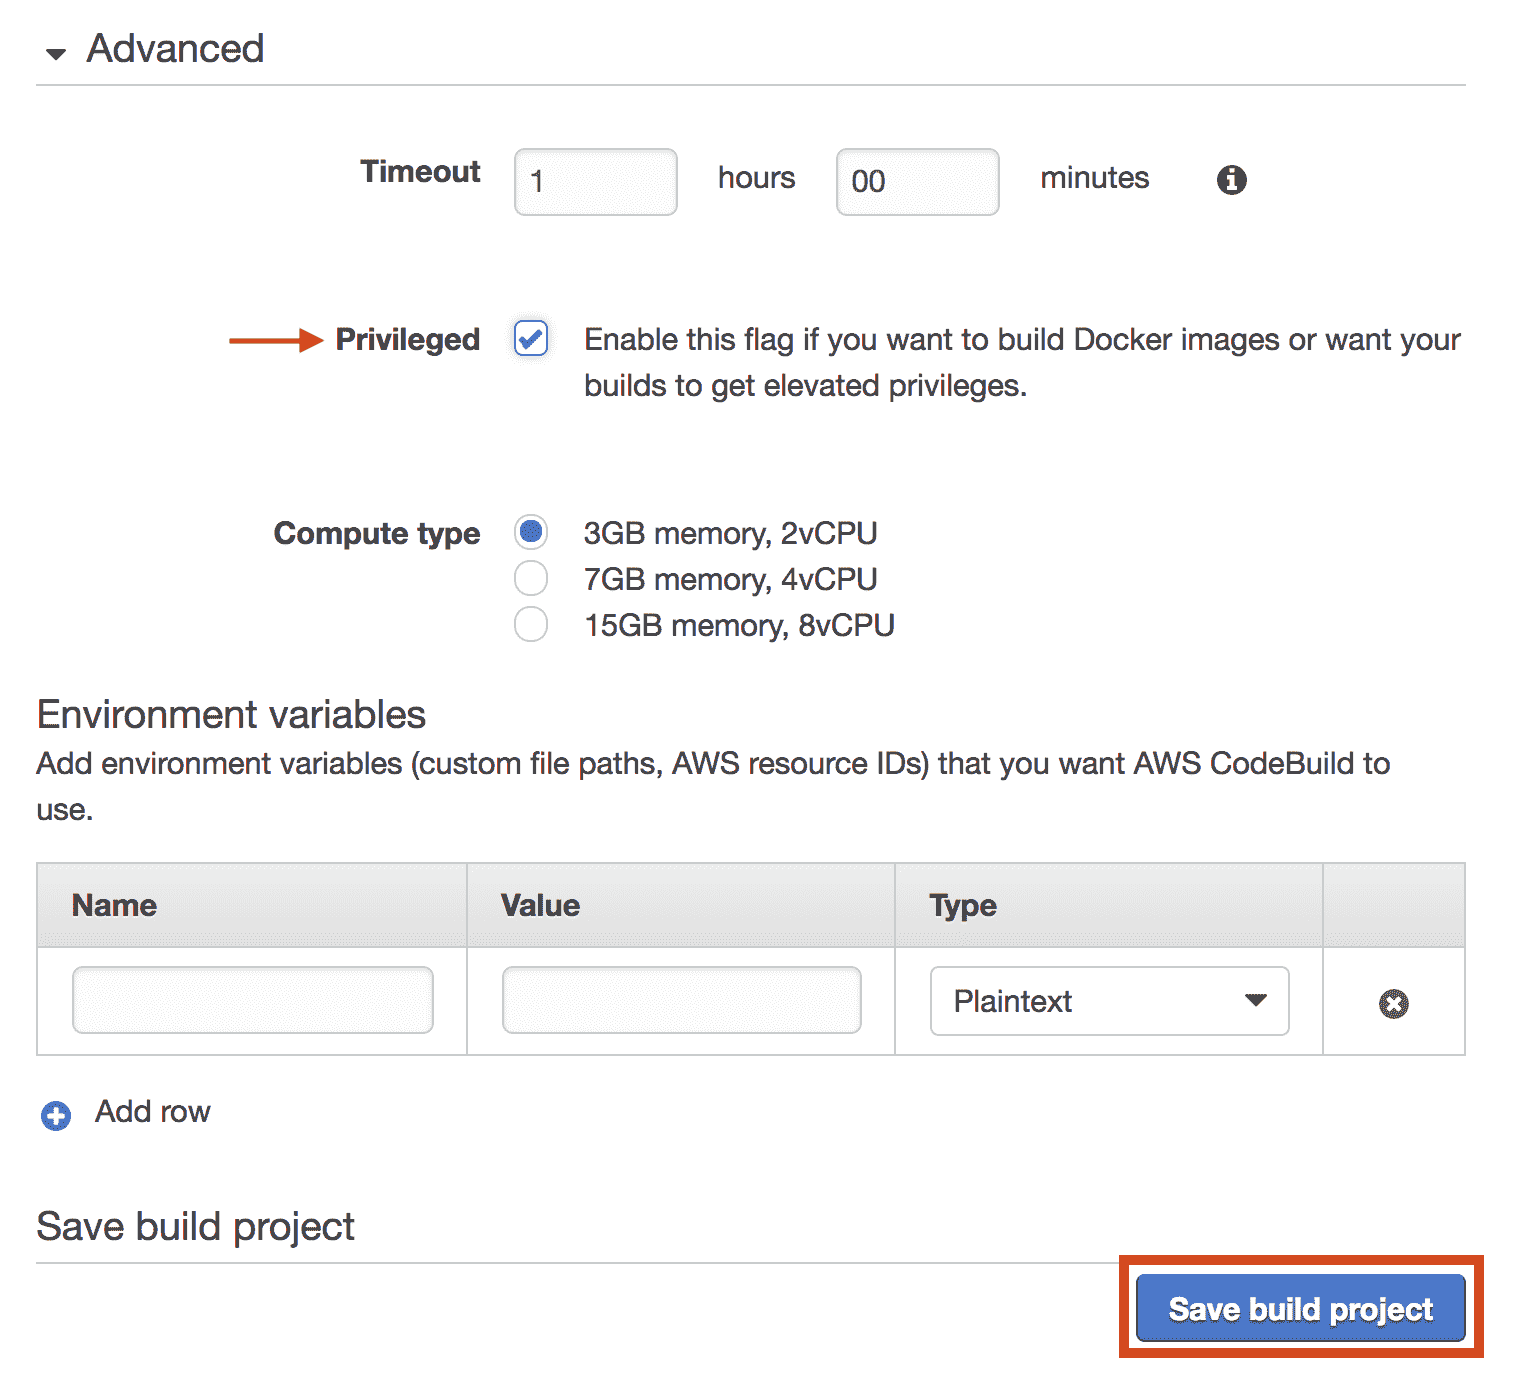 Advanced
Timeout 1 hours 00 minutes
Privileged Enable this flag if you want to build Docker images or want your
builds to get elevated privileges.
Compute type 3GB memory, 2vCPU
7GB memory, 4vCPU
15GB memory, 8vCPU
Environment variables
Add environment variables (custom file paths, AWS resource IDs) that you want AWS CodeBuild to
use.
Name Value Type
Plaintext
Add row
Save build project
Save build project